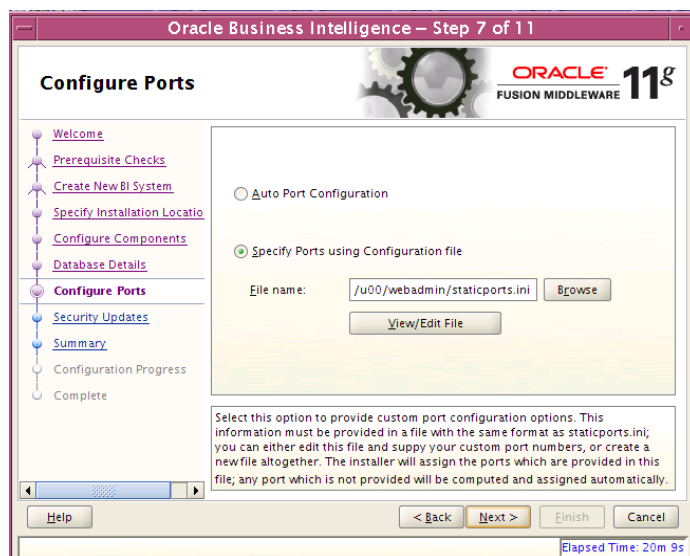 Oracle Business Intelligence – Step 7 of 11
Configure Ports
ORACLE
FUSION MIDDLEWARE
11g
Welcome
Prerequisite Checks
Create New BI System
Specify Installation Locatio
Configure Components
Database Details
Configure Ports
Security Updates
Summary
Configuration Progress
Complete
Auto Port Configuration
Specify Ports using Configuration file
File name:
/u00/webadmin/staticports.ini
Browse
View/Edit File
Select this option to provide custom port configuration options. This
information must be provided in a file with the same format as staticports.ini;
you can either edit this file and suppy your custom port numbers, or create a
new file altogether. The installer will assign the ports which are provided in this
file; any port which is not provided will be computed and assigned automatically.
Help
< Back
Next >
Finish
Cancel
Elapsed Time: 20m 9s